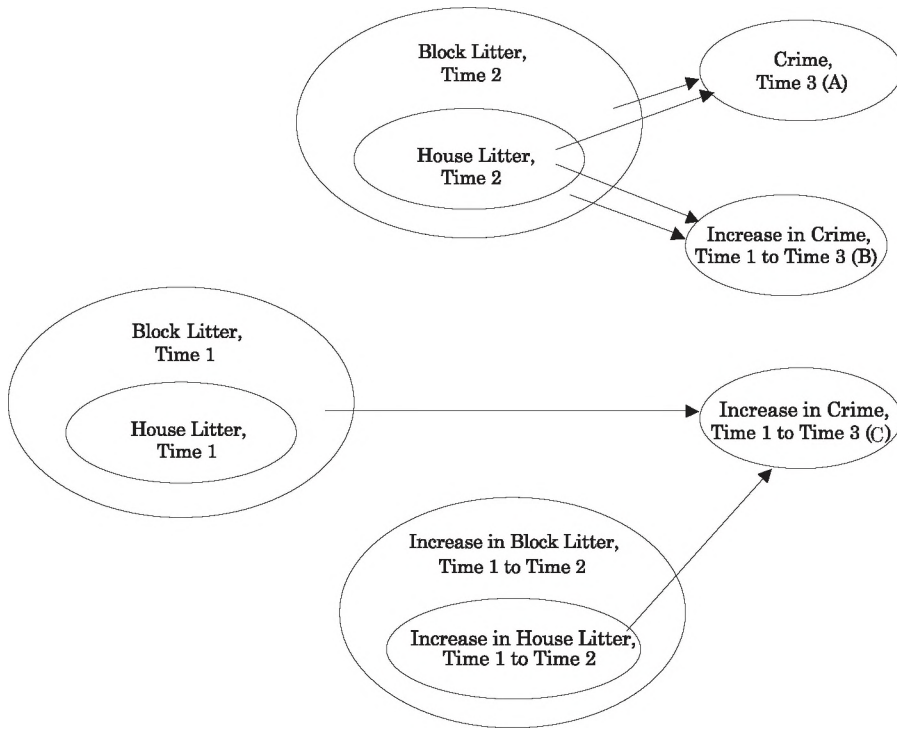 Block Litter,
Time 2
House Litter,
Time 2
Crime,
Time 3 (A)
Increase in Crime,
Time 1 to Time 3 (B)
Block Litter,
Time 1
House Litter,
Time 1
Increase in Crime,
Time 1 to Time 3 (C)
Increase in Block Litter,
Time 1 to Time 2
Increase in House Litter,
Time 1 to Time 2